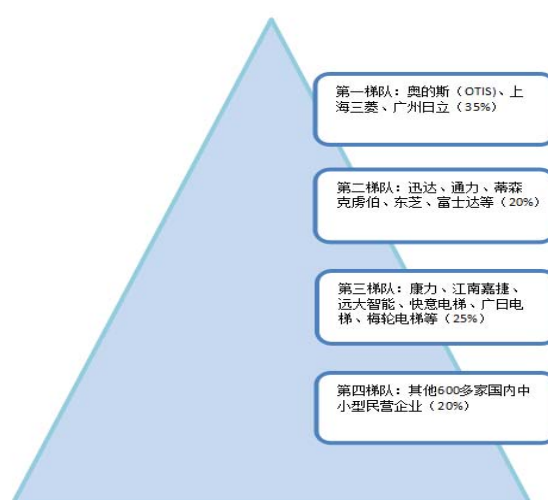 第一梯队：奥的斯（OTIS)、上
海三菱、广州日立（35%）
第二梯队：迅达、通力、蒂森
克虏伯、东芝、富士达等（20%）
第三梯队：康力、江南嘉捷、
远大智能、快意电梯、广日电
梯、梅轮电梯等（25%）
第四梯队：其他600多家国内中
小型民营企业（20%）